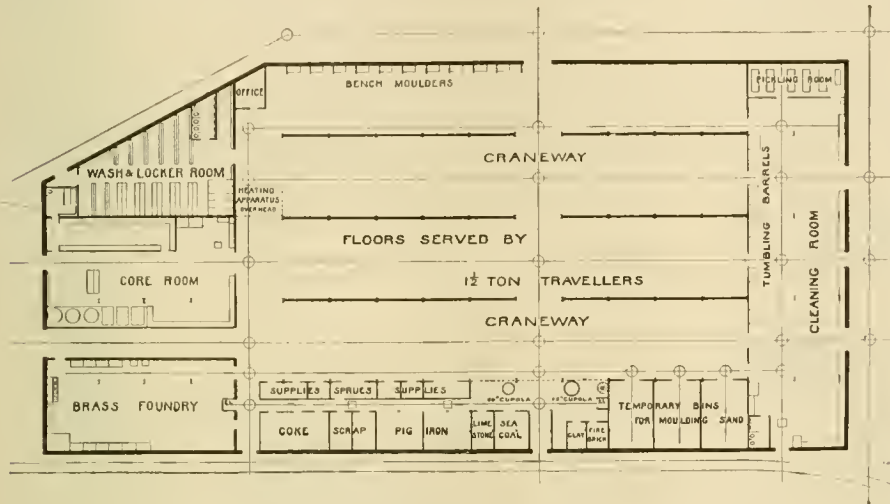 OFFICE
BENCH MOULDERS
PICKLING ROOM
CRANEWAY
WASH & LOCKER ROOM
HEATING
APPARATUS
OVERHEAD
TUMBLING BARRELS
CLEANING ROOM
FLOORS SERVED BY
CORE ROOM
1½ TON TRAVELLERS
CRANEWAY
SUPPLIES SPRUES SUPPLIES
CUPOLA
CUPOLA
BRASS FOUNDRY
TEMPORARY BINS
FOR MOULDING SAND
COKE
SCRAP
PIG IRON
LIME
STONE
SEA
COAL
CLAY
FIRE
BRICK